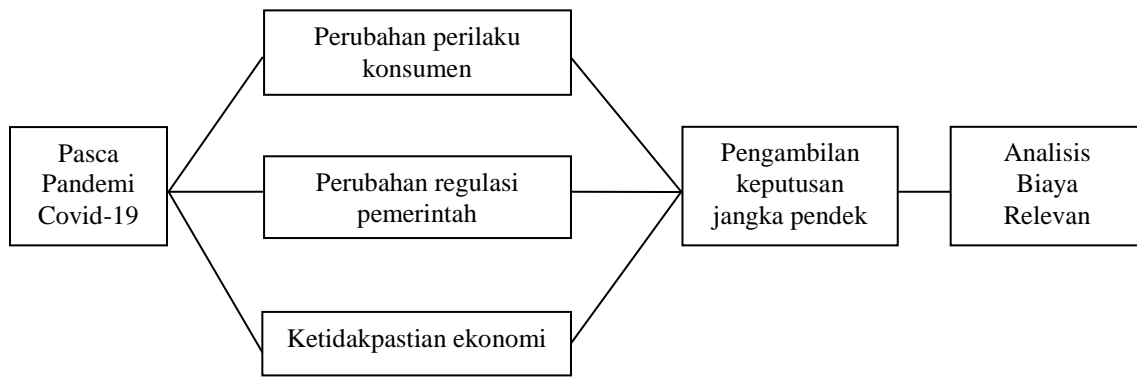 Perubahan perilaku
konsumen
Pasca
Pandemi
Covid-19
Perubahan regulasi
pemerintah
Ketidakpastian ekonomi
Pengambilan
keputusan
jangka pendek
Analisis
Biaya
Relevan